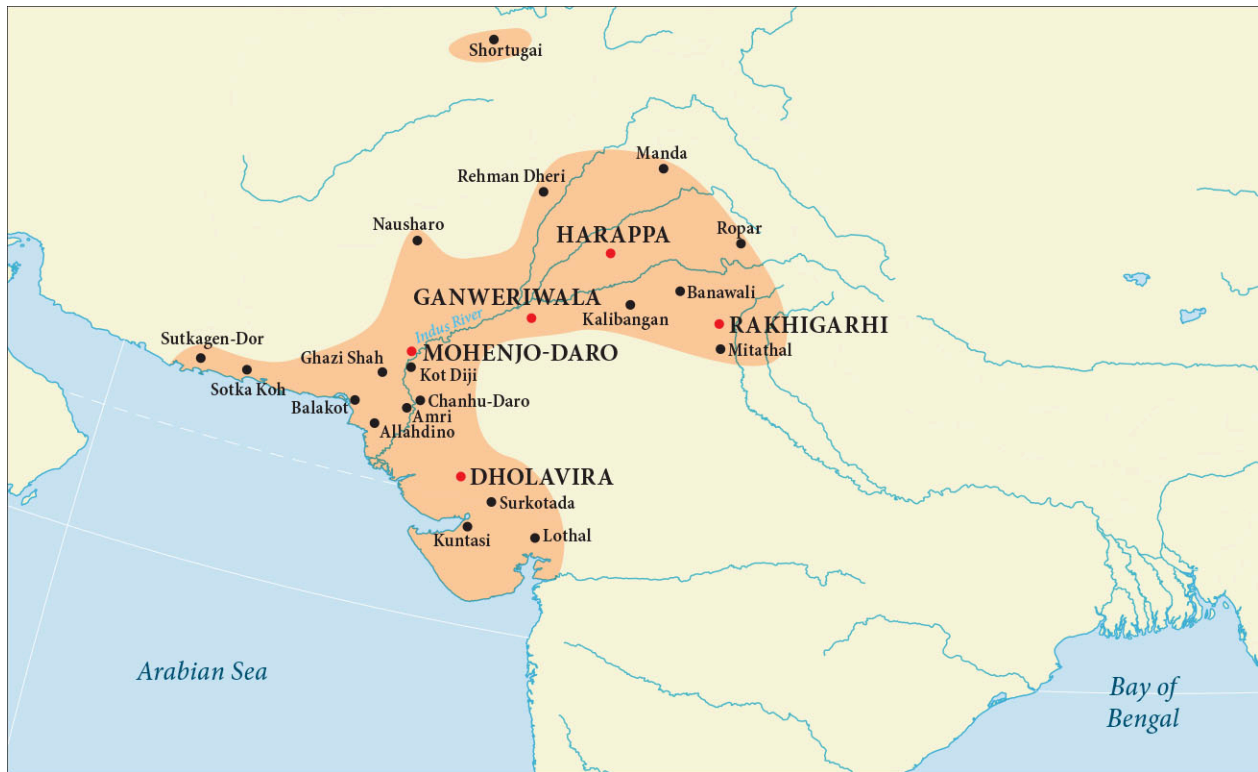 Shortugai
Manda
Rehman Dheri
Nausharo
Ropar
HARAPPA
Banawali
GANWERIWALA
Kalibangan
Indus River
RAKHIGARHI
Sutkagen-Dor
Mitathal
MOHENJO-DARO
Ghazi Shah
Kot Diji
Sotka Koh
Chanhu-Daro
Balakot
Amri
Allahdino
DHOLAVIRA
Surkotada
Kuntasi
Lothal
Arabian Sea
Bay of
Bengal